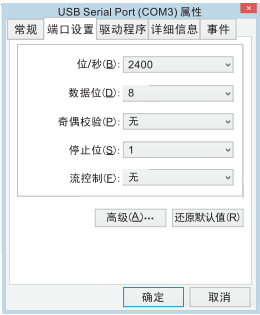 USB Serial Port (COM3) 属性
常规 端口设置 驱动程序 详细信息 事件
位/秒(B): 2400
数据位(D): 8
奇偶校验(P): 无
停止位(S): 1
流控制(F): 无
高级(A)... 还原默认值(R)
确定 取消